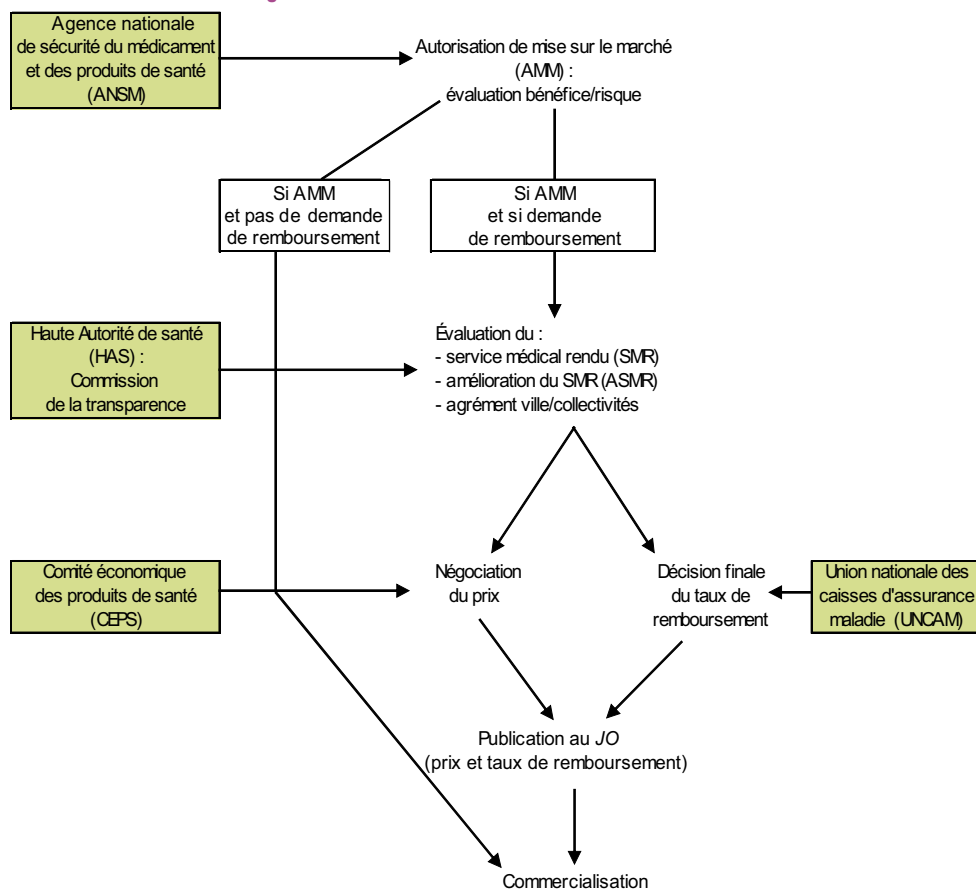 Agence nationale
de sécurité du médicament
et des produits de santé
(ANSM)
Autorisation de mise sur le marché
(AMM) :
évaluation bénéfice/risque
Si AMM
et pas de demande
de remboursement
Si AMM
et si demande
de remboursement
Haute Autorité de santé
(HAS) :
Commission
de la transparence
Évaluation du :
- service médical rendu (SMR)
- amélioration du SMR (ASMR)
- agrément ville/collectivités
Comité économique
des produits de santé
(CEPS)
Négociation
du prix
Décision finale
du taux de
remboursement
Union nationale des
caisses d'assurance
maladie (UNCAM)
Publication au JO
(prix et taux de remboursement)
Commercialisation